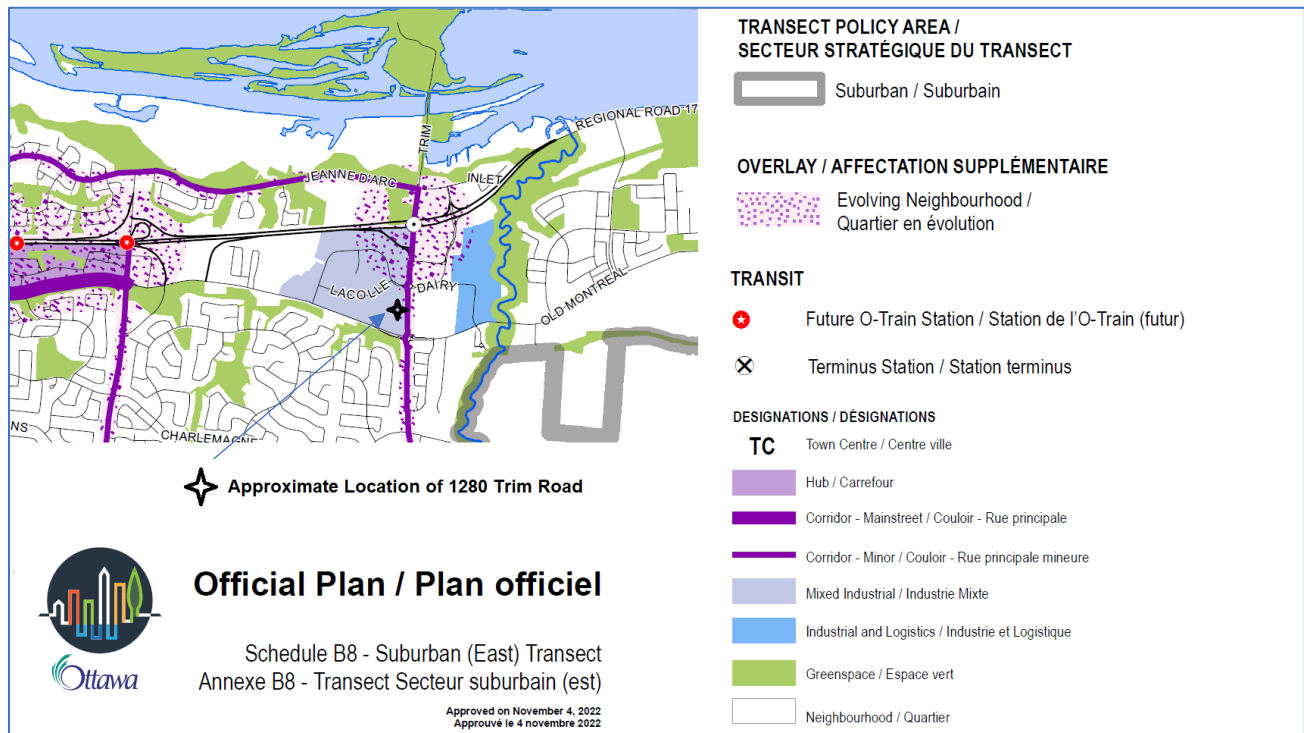 REGIONAL ROAD 17
TRIM
JEANNE D'ARC
INLET
LACOLLE
DAIRY
OLD MONTREAL
NS
CHARLEMAGNE
Approximate Location of 1280 Trim Road
Official Plan / Plan officiel
Schedule B8 - Suburban (East) Transect
Annexe B8 - Transect Secteur suburbain (est)
Approved on November 4, 2022
Approuvé le 4 novembre 2022
Ottawa
TRANSECT POLICY AREA /
SECTEUR STRATÉGIQUE DU TRANSECT
Suburban / Suburbain
OVERLAY / AFFECTATION SUPPLÉMENTAIRE
Evolving Neighbourhood /
Quartier en évolution
TRANSIT
Future O-Train Station / Station de l'O-Train (futur)
Terminus Station / Station terminus
DESIGNATIONS / DÉSIGNATIONS
TC Town Centre / Centre ville
Hub / Carrefour
Corridor - Mainstreet / Couloir - Rue principale
Corridor - Minor / Couloir - Rue principale mineure
Mixed Industrial / Industrie Mixte
Industrial and Logistics / Industrie et Logistique
Greenspace / Espace vert
Neighbourhood / Quartier